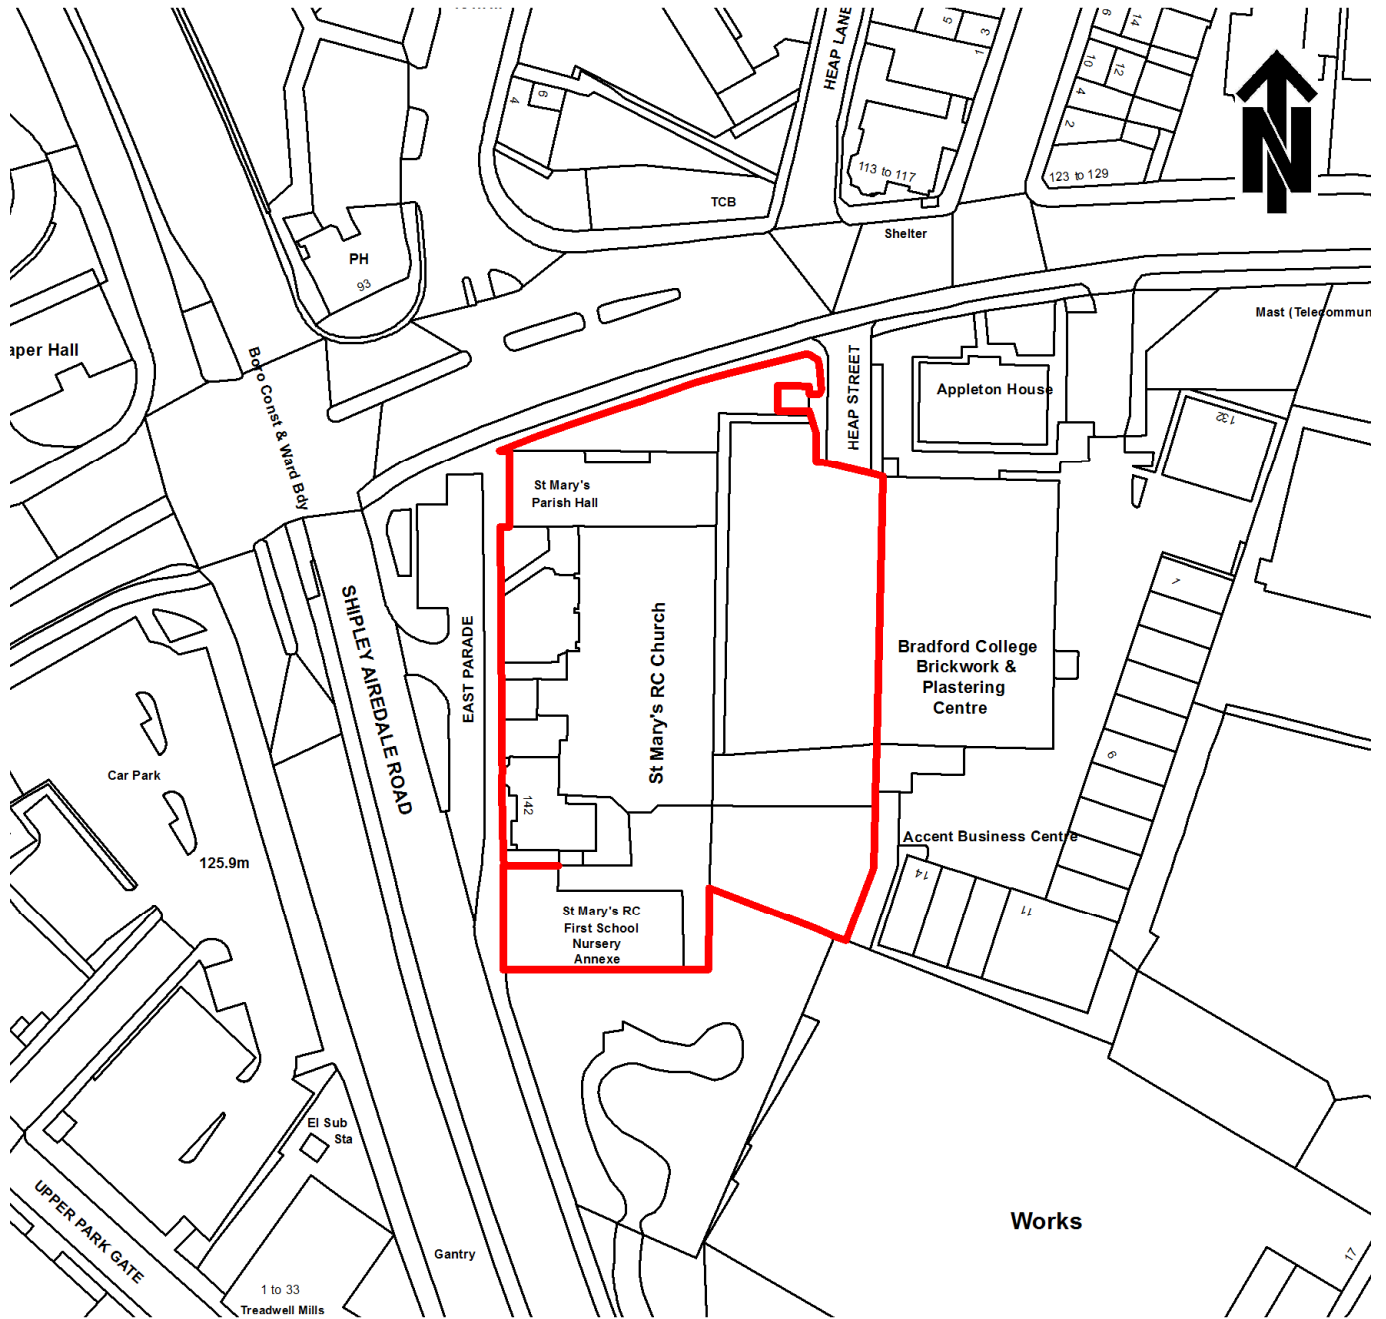 HEAP LANE
5
3
1
6
14
10
12
4
2
4
6
113 to 117
123 to 129
N
TCB
Shelter
PH
93
Mast (Telecommun
aper Hall
Boro Const & Ward Bdy
HEAP STREET
Appleton House
132
St Mary's
Parish Hall
SHIPLEY AIREDALE ROAD
EAST PARADE
St Mary's RC Church
Bradford College
Brickwork &
Plastering
Centre
1
9
Car Park
142
125.9m
Accent Business Centre
14
11
St Mary's RC
First School
Nursery
Annexe
El Sub
Sta
UPPER PARK GATE
Works
Gantry
17
1 to 33
Treadwell Mills